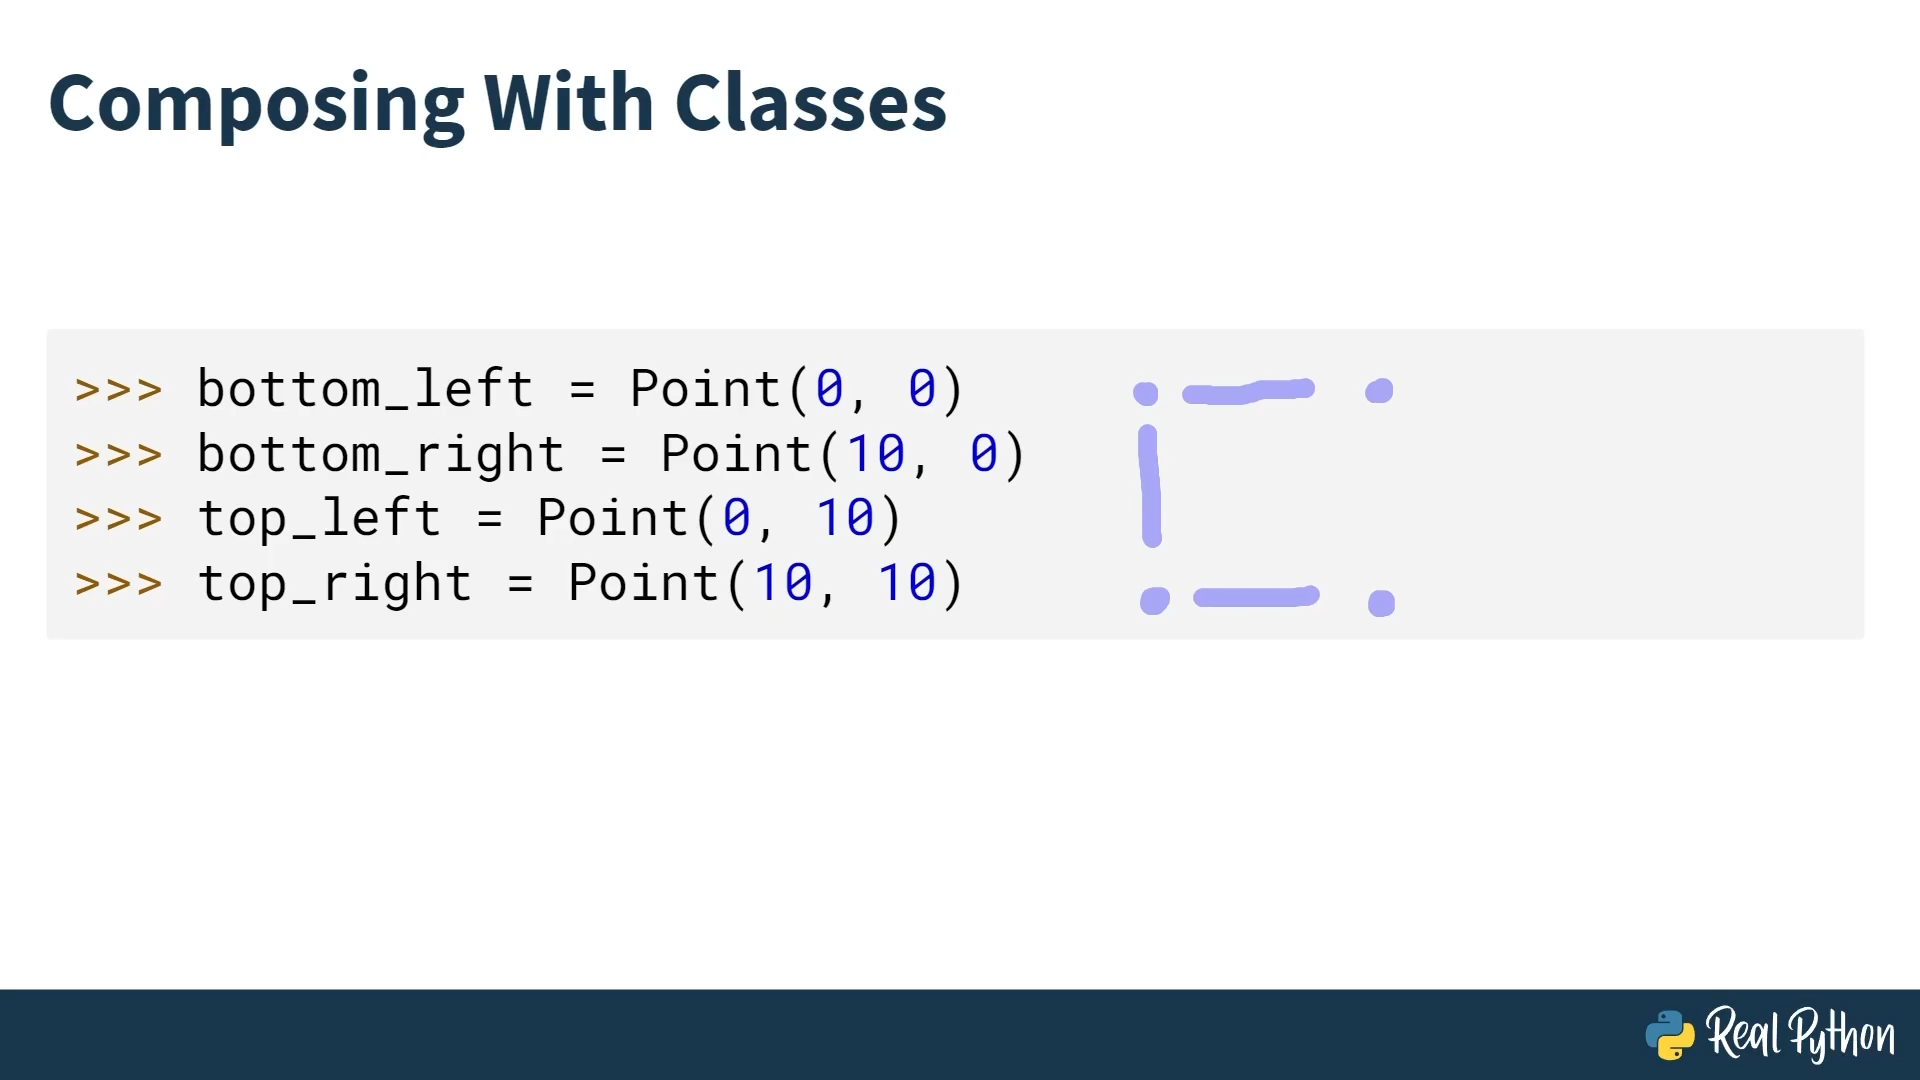 Composing With Classes
>>> bottom_left = Point(0, 0)
>>> bottom_right = Point(10, 0)
>>> top_left = Point(0, 10)
>>> top_right = Point(10, 10)
Real Python